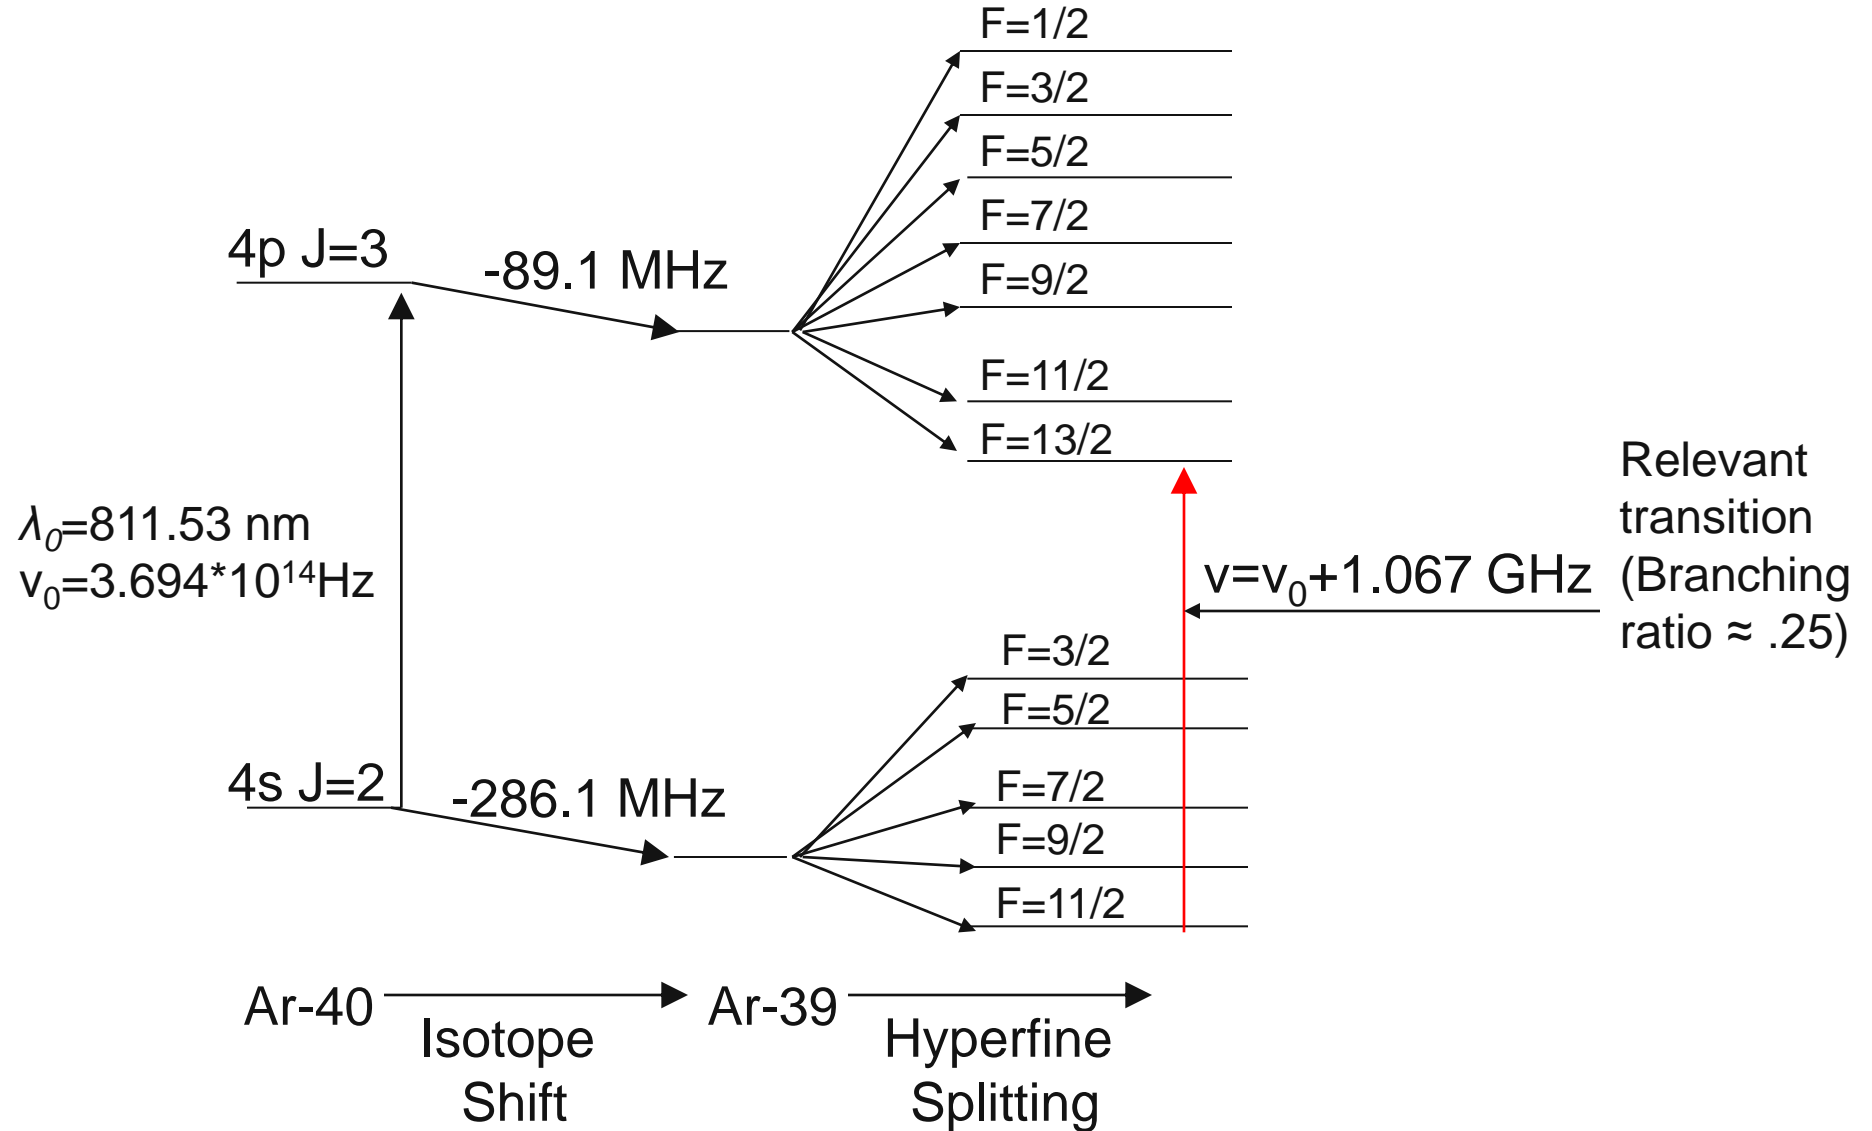 F=1/2
F=3/2
F=5/2
F=7/2
F=9/2
F=11/2
F=13/2
4p J=3
-89.1 MHz
λ₀=811.53 nm
v₀=3.694*10¹⁴Hz
Relevant
transition
(Branching
ratio ≈ .25)
v=v₀+1.067 GHz
4s J=2
-286.1 MHz
F=3/2
F=5/2
F=7/2
F=9/2
F=11/2
Ar-40
Isotope
Shift
Ar-39
Hyperfine
Splitting